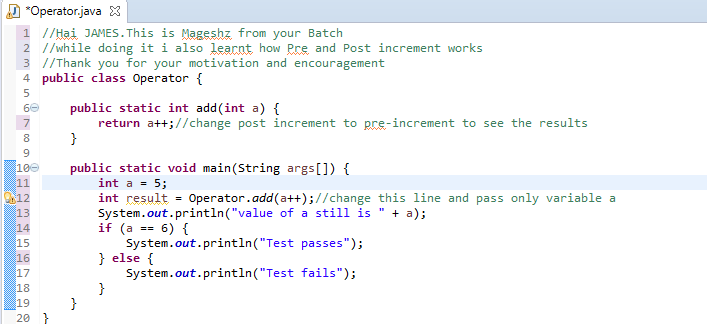 *Operator.java
1 //Hai JAMES.This is Mageshz from your Batch
2 //while doing it i also learnt how Pre and Post increment works
3 //Thank you for your motivation and encouragement
4 public class Operator {
5
6 public static int add(int a) {
7 return a++;//change post increment to pre-increment to see the results
8 }
9
10 public static void main(String args[]) {
11 int a = 5;
12 int result = Operator.add(a++);//change this line and pass only variable a
13 System.out.println("value of a still is " + a);
14 if (a == 6) {
15 System.out.println("Test passes");
16 } else {
17 System.out.println("Test fails");
18 }
19 }
20 }